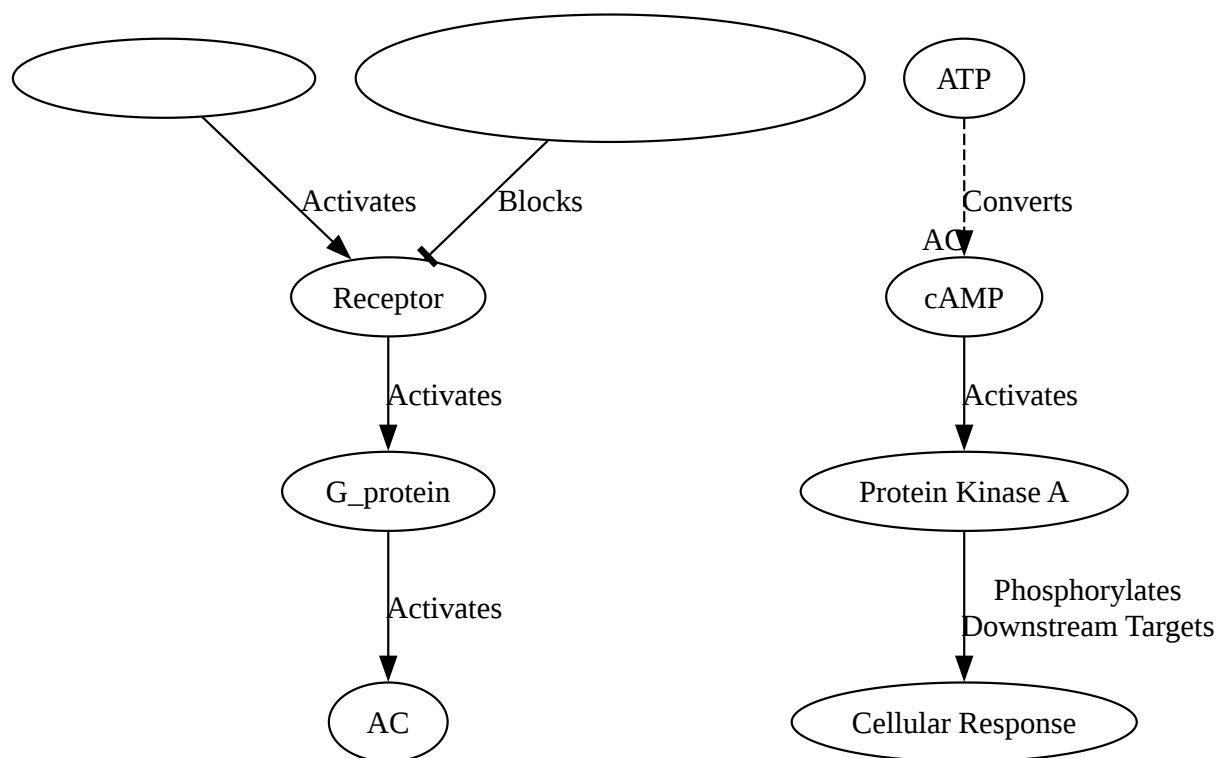 ATP
Activates
Blocks
Converts
AC
Receptor
cAMP
Activates
Activates
G_protein
Protein Kinase A
Activates
Phosphorylates
Downstream Targets
AC
Cellular Response